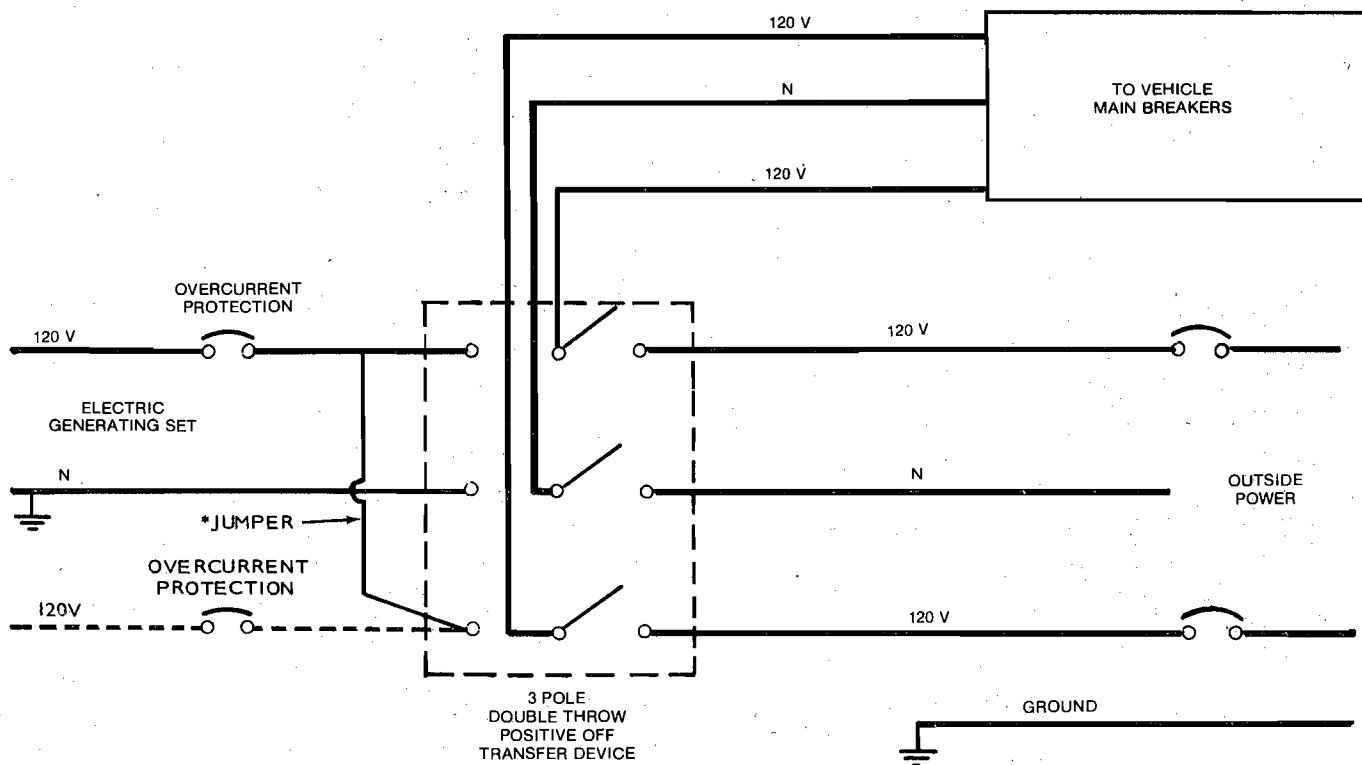 120 V
N
120 V
TO VEHICLE
MAIN BREAKERS
OVERCURRENT
PROTECTION
120 V
120 V
ELECTRIC
GENERATING SET
N
N
OUTSIDE
POWER
*JUMPER
OVERCURRENT
PROTECTION
120V
120 V
3 POLE
DOUBLE THROW
POSITIVE OFF
TRANSFER DEVICE
GROUND